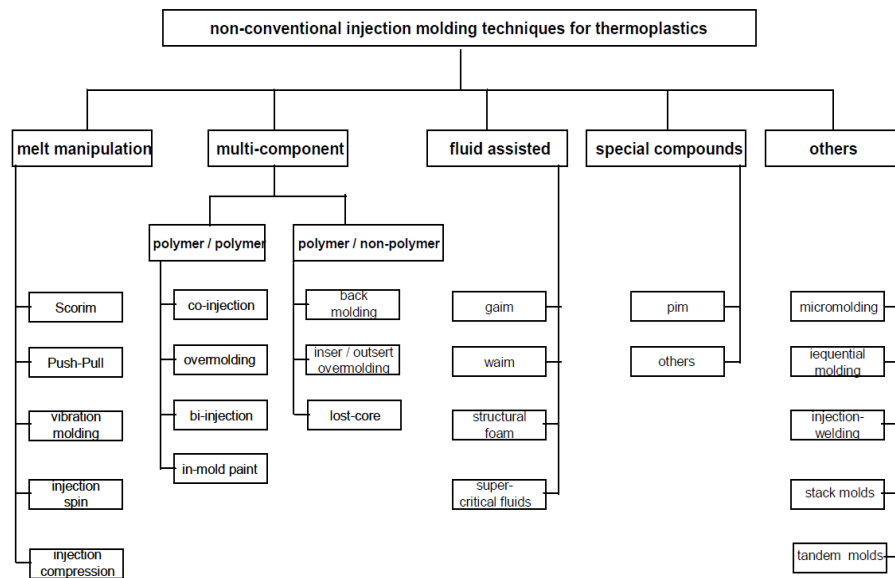 non-conventional injection molding techniques for thermoplastics
melt manipulation
multi-component
fluid assisted
special compounds
others
polymer / polymer
polymer / non-polymer
Scorim
co-injection
back
molding
gaim
pim
micromolding
Push-Pull
overmolding
inser / outsert
overmolding
waim
others
iequential
molding
vibration
molding
bi-injection
lost-core
structural
foam
injection-
welding
injection
spin
in-mold paint
super-
critical fluids
stack molds
injection
compression
tandem molds